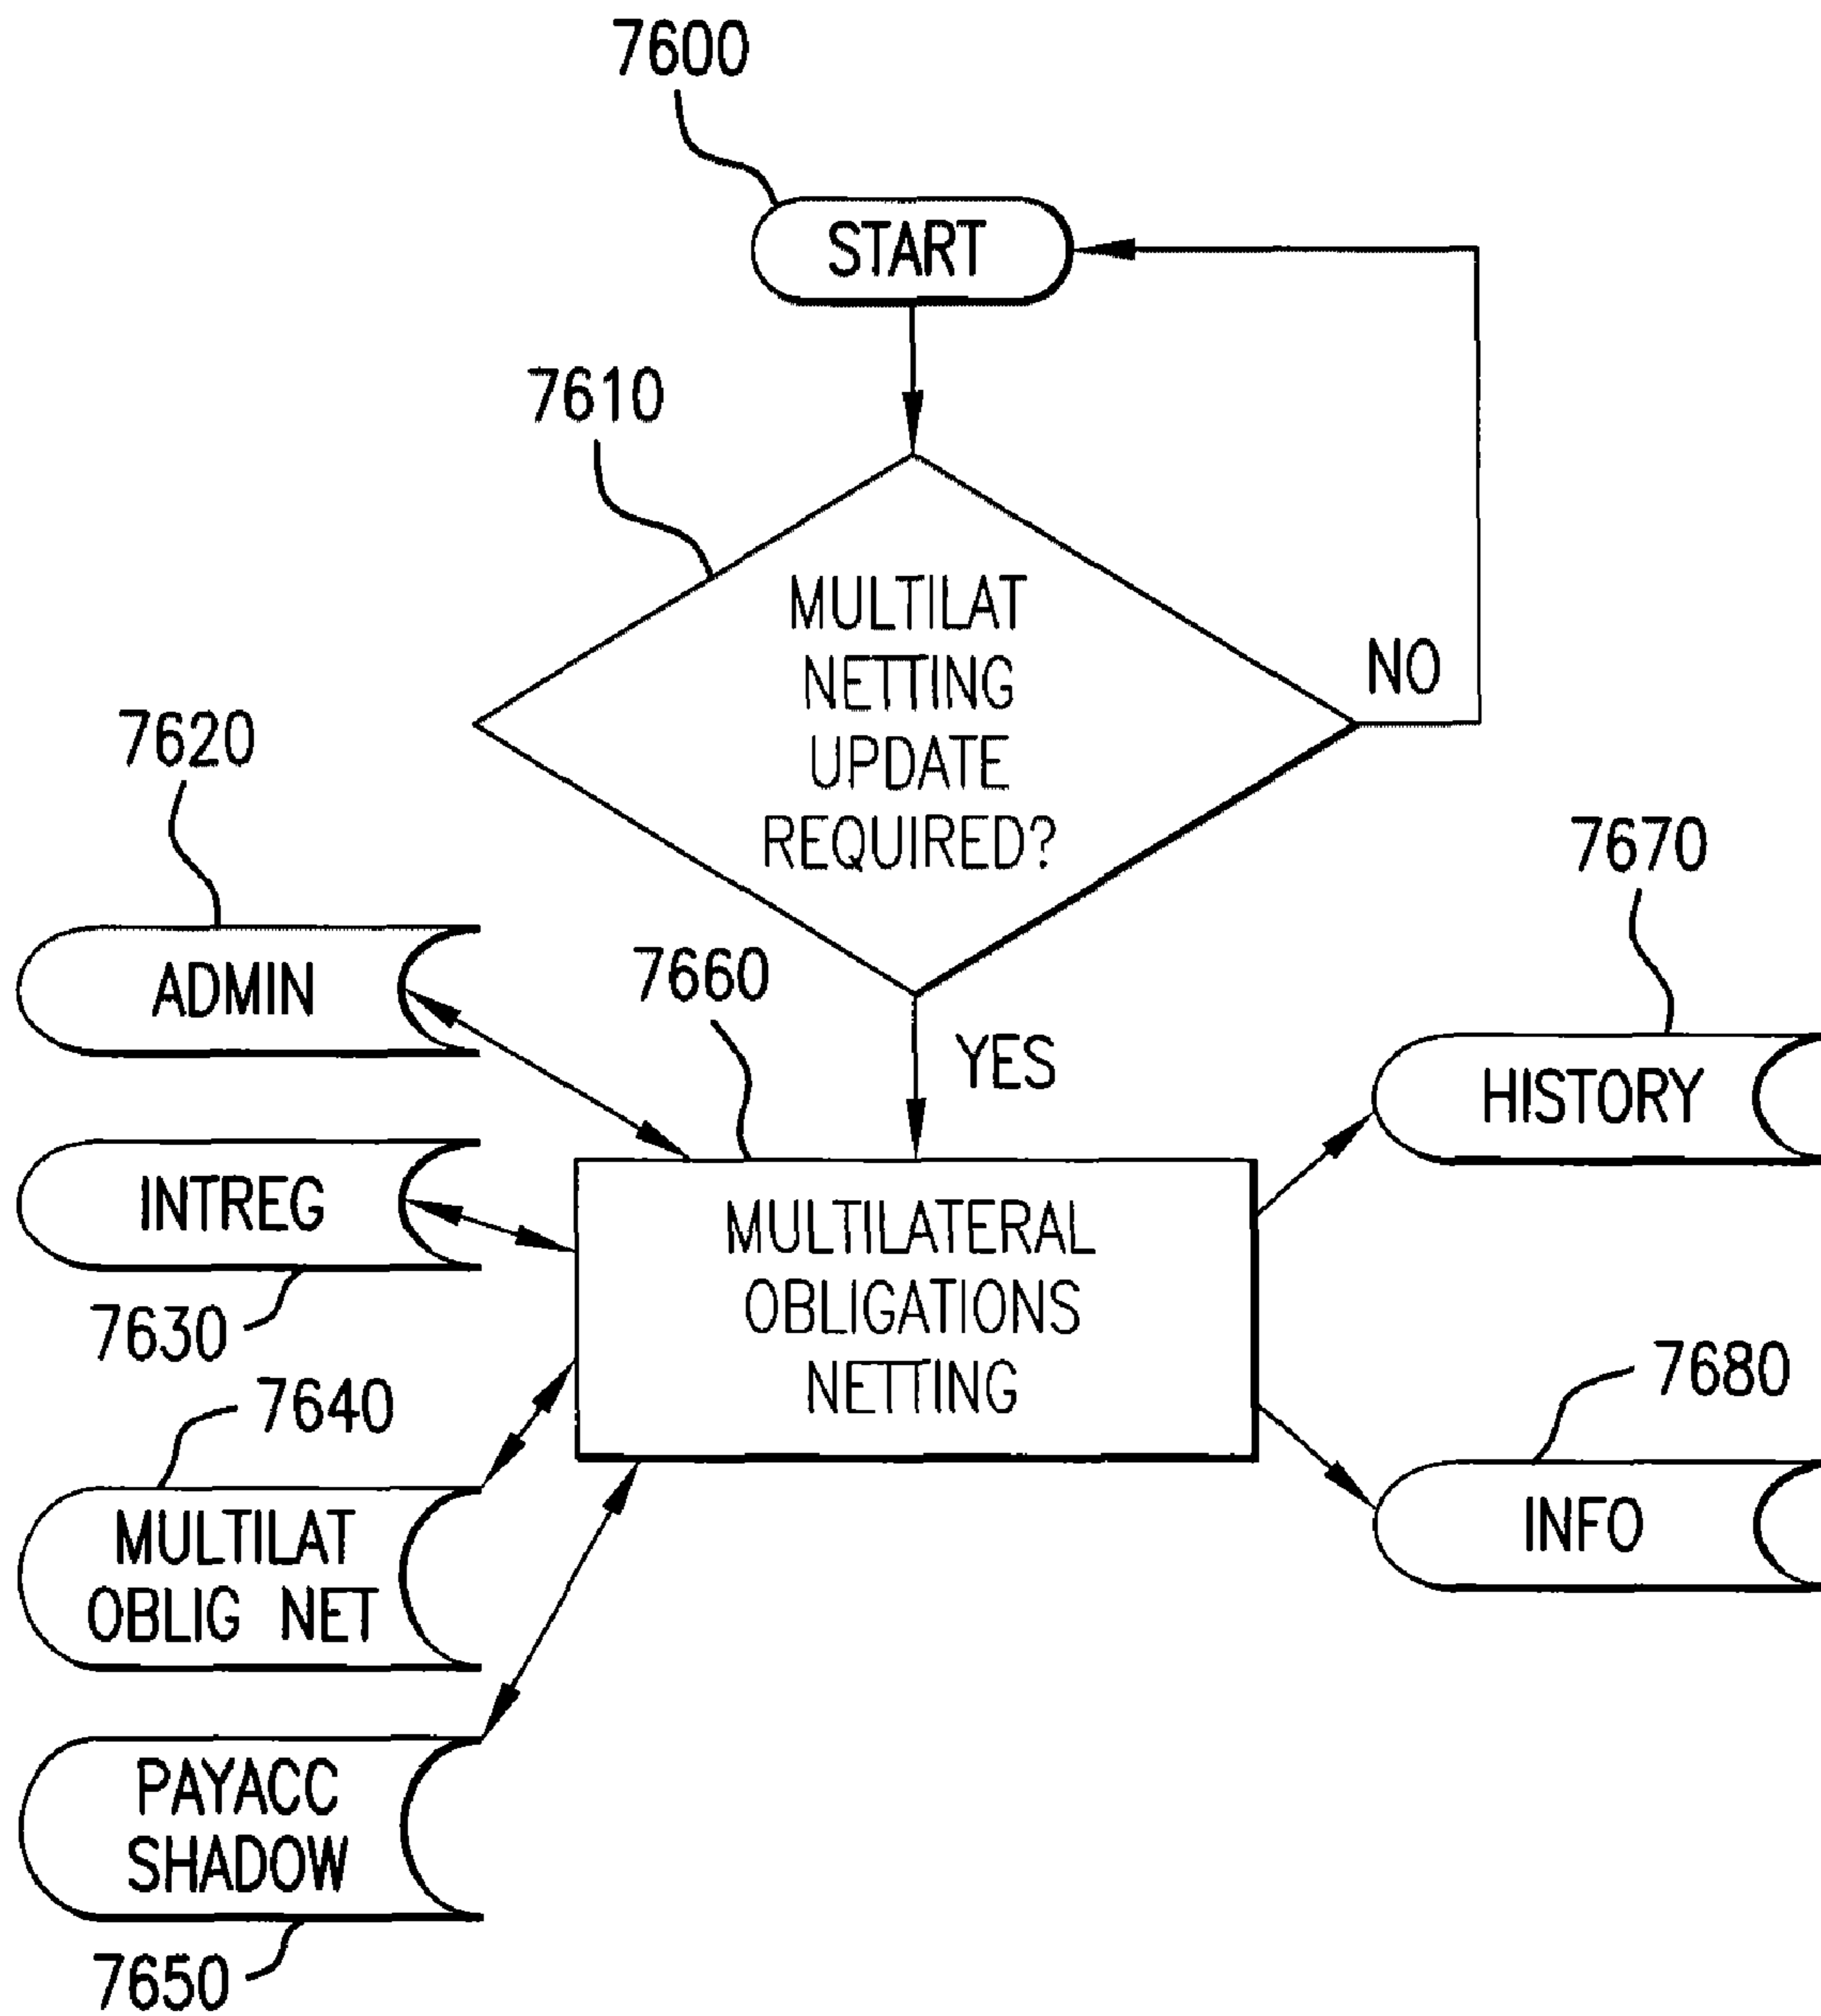 7600
START
7610
MULTILAT
NETTING
UPDATE
REQUIRED?
NO
7620
ADMIN
7660
YES
7670
HISTORY
INTREG
7630
MULTILATERAL
OBLIGATIONS
NETTING
7640
MULTILAT
OBLIG NET
7680
INFO
PAYACC
SHADOW
7650